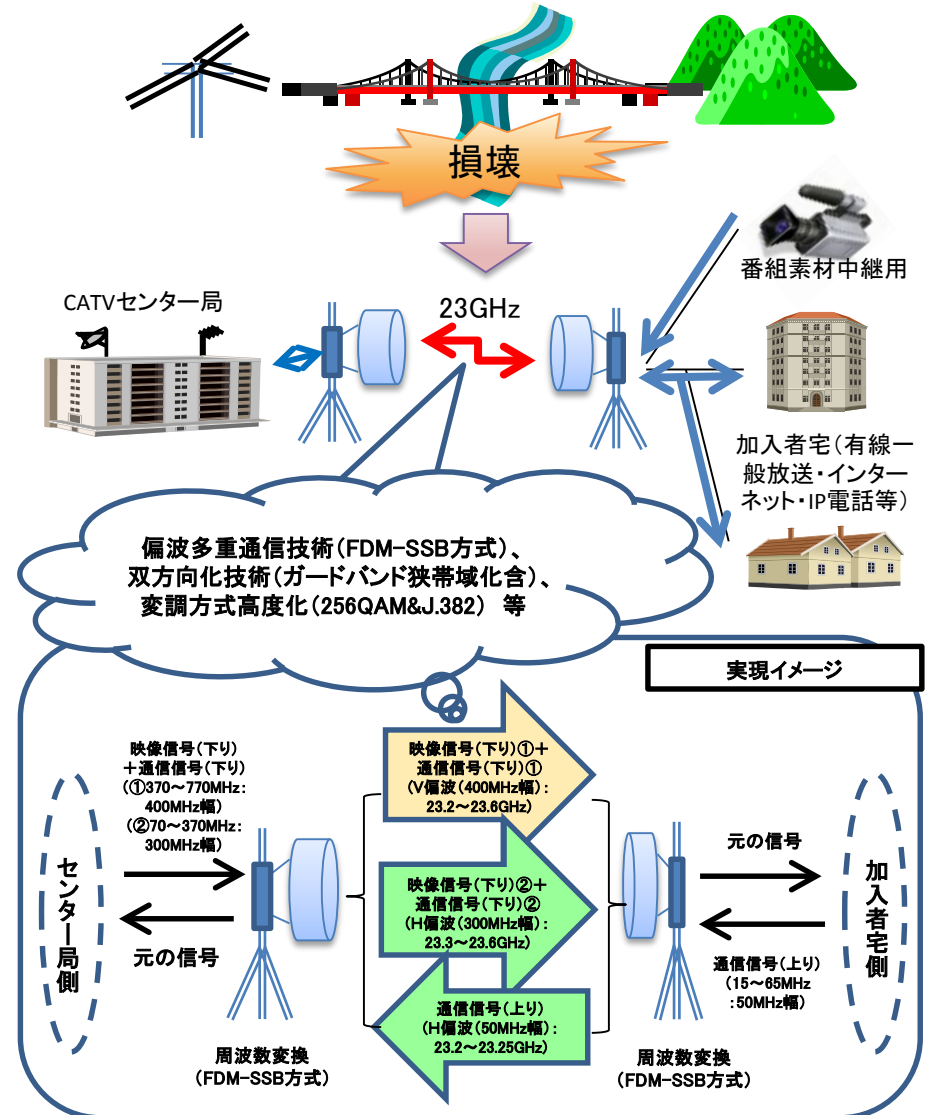 損壊
番組素材中継用
CATVセンター局
23GHz
加入者宅（有線一
般放送・インター
ネット・IP電話等）
偏波多重通信技術（FDM-SSB方式）、
双方向化技術（ガードバンド狭帯域化含）、
変調方式高度化（256QAM&J.382） 等
実現イメージ
映像信号（下り）
＋通信信号（下り）
（①370～770MHz：
400MHz幅）
（②70～370MHz：
300MHz幅）
センター局側
元の信号
周波数変換
（FDM-SSB方式）
映像信号（下り）①＋
通信信号（下り）①
（V偏波（400MHz幅）：
23.2～23.6GHz）
映像信号（下り）②＋
通信信号（下り）②
（H偏波（300MHz幅）：
23.3～23.6GHz）
通信信号（上り）
（H偏波（50MHz幅）：
23.2～23.25GHz）
元の信号
加入者宅側
通信信号（上り）
（15～65MHz
：50MHz幅）
周波数変換
（FDM-SSB方式）